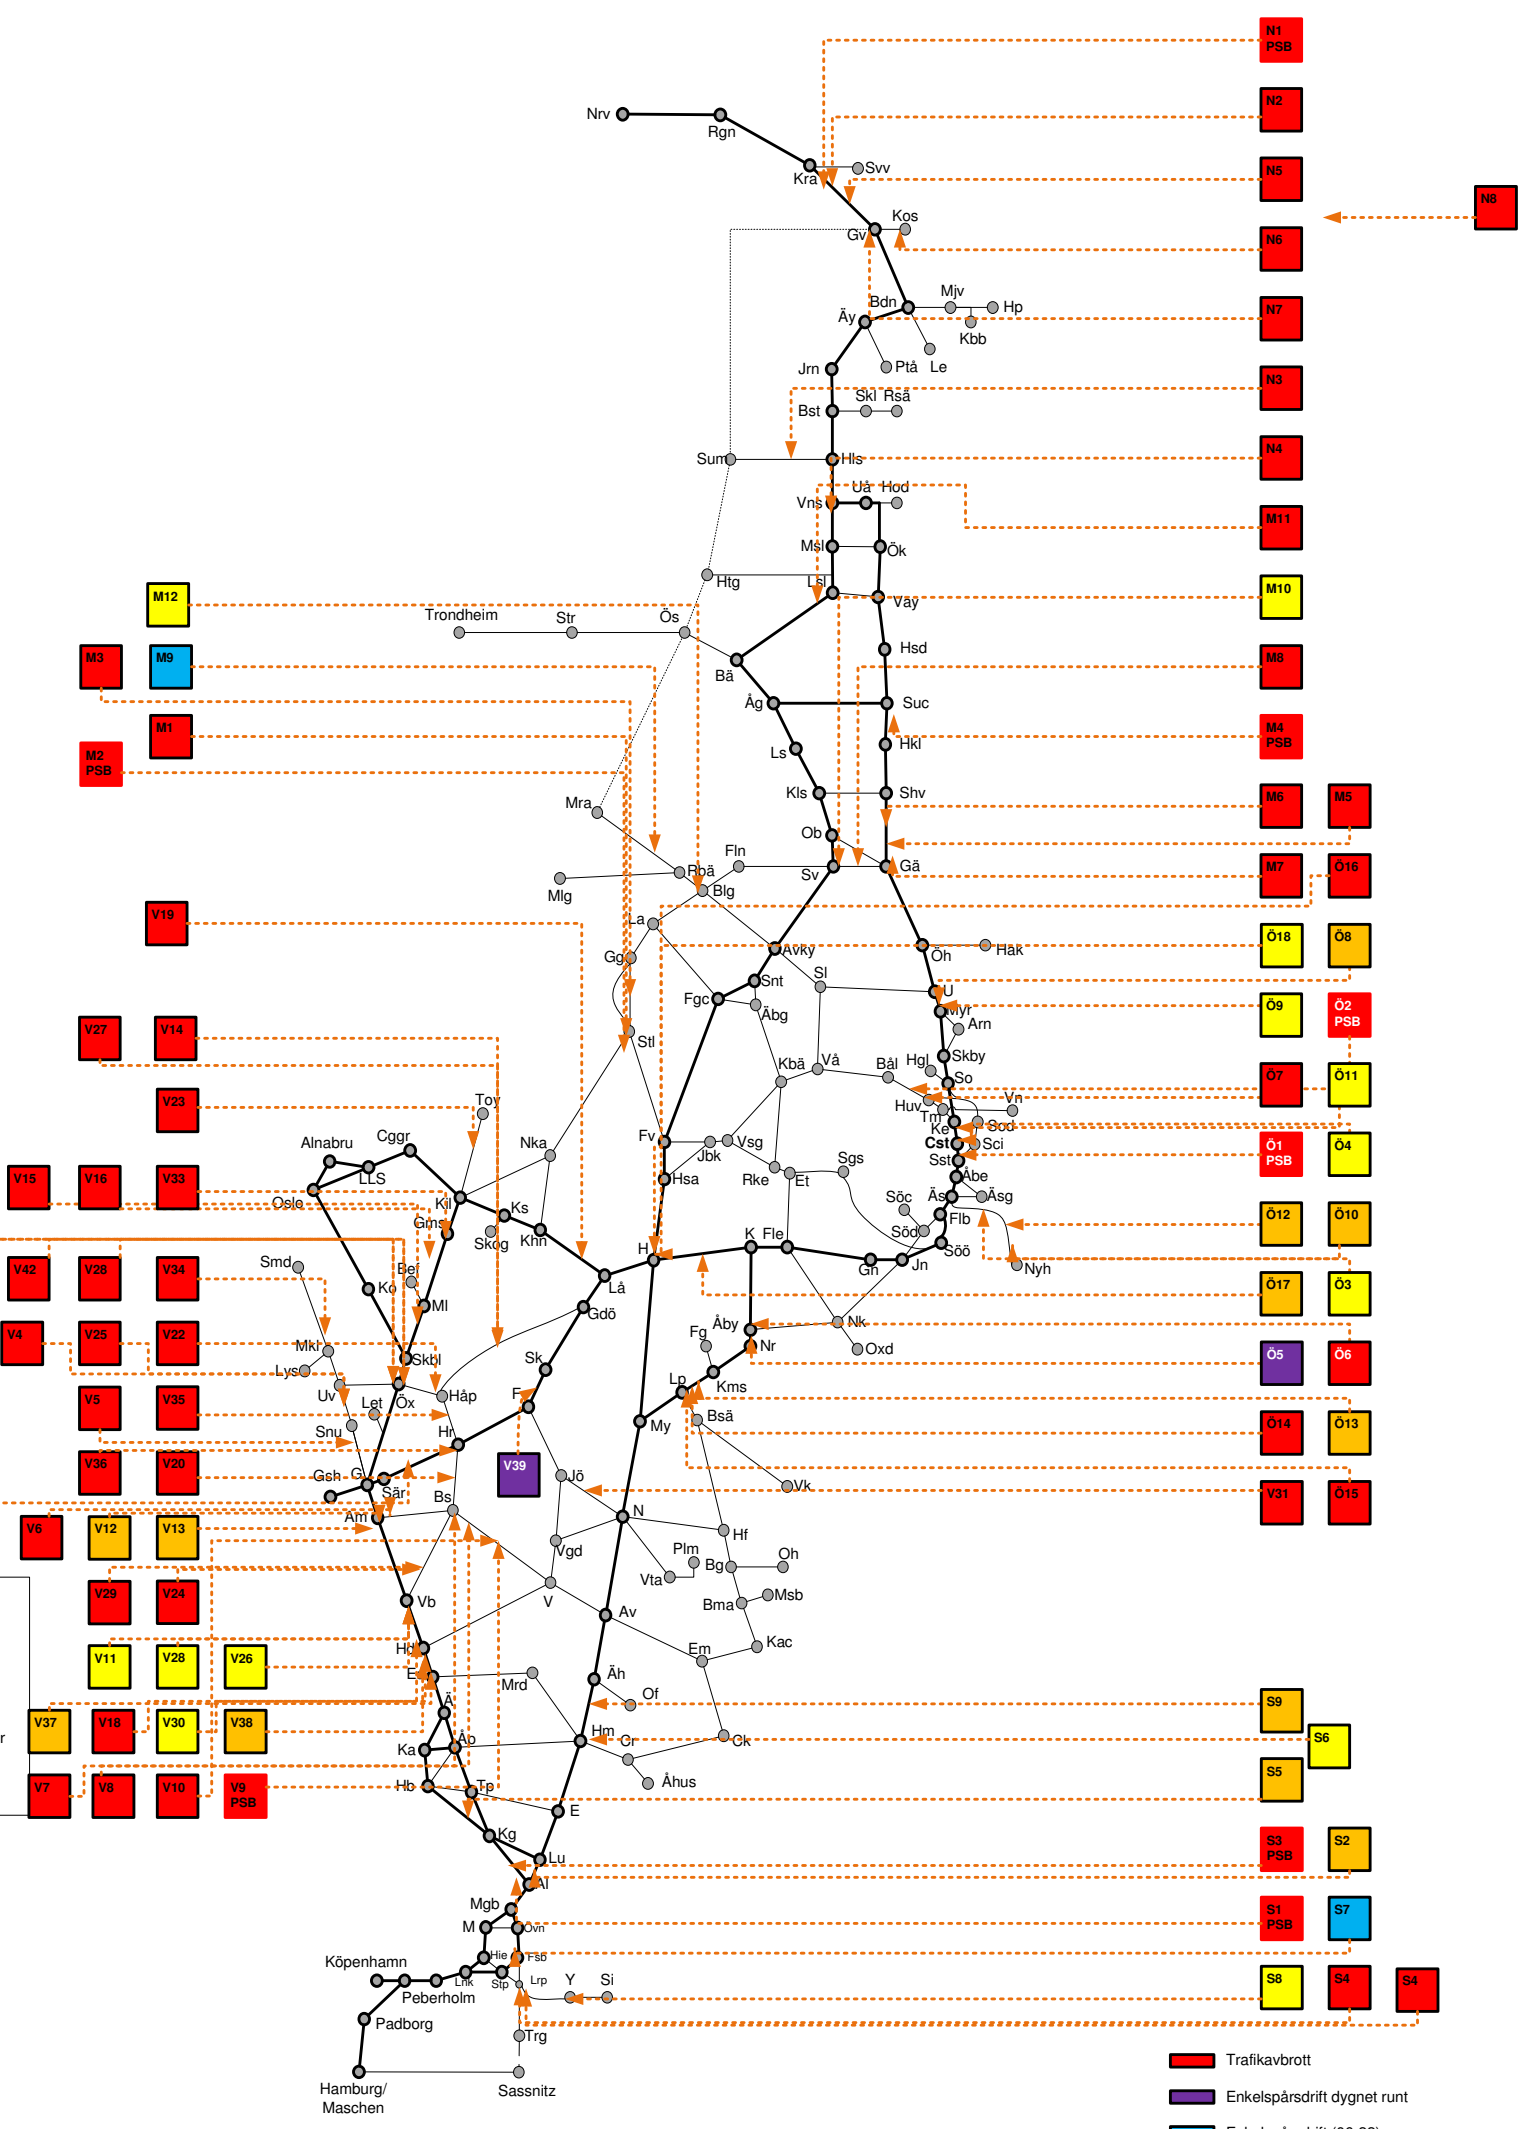 N1
PSB
N2
Nrv
Rgn
N5
Kra
Svv
N8
Kos
Gv
N6
Mjv
Bdn
Hp
Äy
N7
Kbb
Ptå
Le
Jrn
N3
Skl Rsä
Bst
Sum
Hls
N4
Uå Hod
Vns
M11
Msl
Ök
Htg
Lsl
M10
M12
Väy
Trondheim
Str
Ös
Hsd
M3
M9
M8
Bä
Åg
Suc
M1
M4
PSB
M2
PSB
Hkl
Ls
Mra
Kls
Shv
M6
M5
Ob
Fln
Rbä
Sv
Gä
M7
Ö16
Mlg
Blg
V19
La
Ö18
Ö8
Avky
Öh
Hak
Gg
Sl
Snt
U
Fgc
Äbg
Myr
Ö9
Ö2
PSB
V27
V14
Arn
Stl
Skby
Kbä
Vå
Bål
Hgl
So
Ö7
Ö11
V23
Toy
Huv
Vn
Tm
Sod
Ke
Nka
Fv
Vsg
Jbk
Cst
Sci
Ö1
PSB
Ö4
Alnabru
Cggr
LLS
Sst
Sgs
V15
V16
V33
Hsa
Rke
Et
Åbe
Oslo
Kil
Äs
Äsg
Ks
Söc
Ö12
Ö10
Gms
Skog
Khn
Flb
Söd
H
K
Fle
Söö
Smd
V42
V28
V34
Bef
Gh
Jn
Nyh
Kö
Lå
Ö17
Ö3
Ml
Gdö
V4
V25
V22
Åby
Nk
Fg
Nr
Oxd
Mkl
Skbl
Sk
Ö5
Ö6
Lys
Lp
Kms
Uv
Öx
Håp
V5
V35
Let
F
Bsä
My
Snu
Hr
Ö14
Ö13
V36
V20
Gsh
G
V39
Jö
Sär
Vk
V31
Ö15
Bs
V6
V12
V13
Am
N
Hf
Vgd
Plm
Bg
Oh
Vta
V29
V24
Vb
V
Msb
Bma
Av
V11
V28
V26
Hd
Em
Kac
Mrd
Äh
V37
V18
V30
V38
Ä
Of
S9
r
Ka
Åp
Hm
Cr
Ck
S6
V7
V8
V10
V9
PSB
Hb
Tp
Åhus
S5
E
Kg
S3
PSB
S2
Lu
Al
Mgb
S1
PSB
S7
M
Ovn
Hie
Fsb
Köpenhamn
Lnk
Stp
Lrp
Y
Si
S8
S4
S4
Peberholm
Padborg
Trg
Trafikavbrott
Hamburg/
Maschen
Sassnitz
Enkelspårsdrift dygnet runt